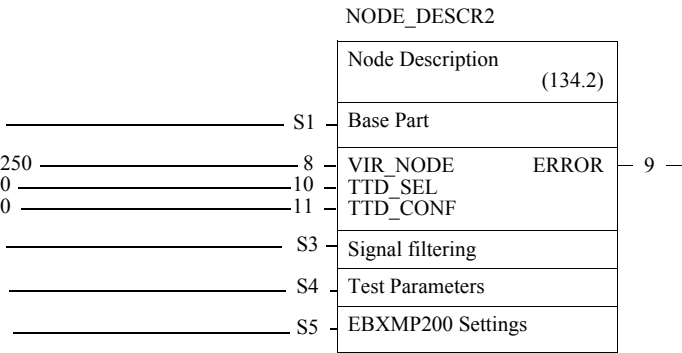 NODE_DESCR2
Node Description
(134.2)
S1 Base Part
250 8 VIR_NODE ERROR 9
0 10 TTD_SEL
0 11 TTD_CONF
S3 Signal filtering
S4 Test Parameters
S5 EBXMP200 Settings